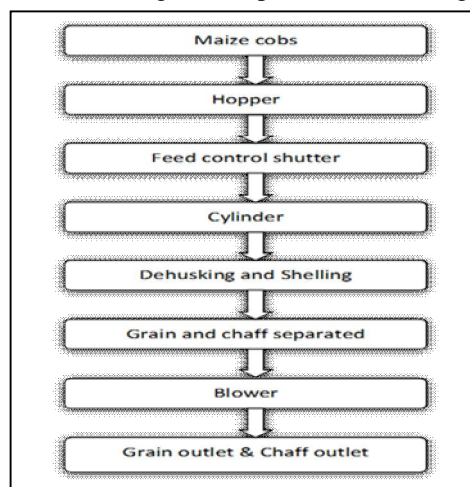 Maize cobs
Hopper
Feed control shutter
Cylinder
Dehusking and Shelling
Grain and chaff separated
Blower
Grain outlet & Chaff outlet